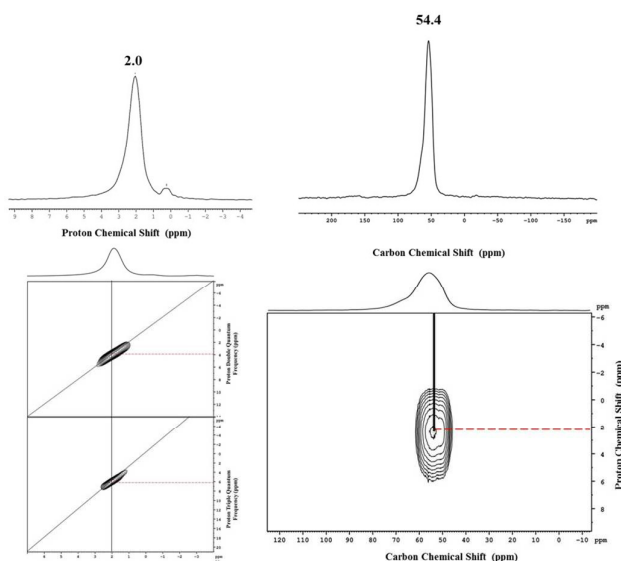 2.0
9 8 7 6 5 4 3 2 1 0 -1 -2 -3 -4 ppm
Proton Chemical Shift (ppm)
54.4
200 150 100 50 0 -50 -100 -150 ppm
Carbon Chemical Shift (ppm)
ppm
Proton Double Quantum
Frequency (ppm)
ppm
Proton Triple Quantum
Frequency (ppm)
ppm
-6
-4
-2
0
2
4
6
8
Proton Chemical Shift (ppm)
120 110 100 90 80 70 60 50 40 30 20 10 0 -10 ppm
Carbon Chemical Shift (ppm)